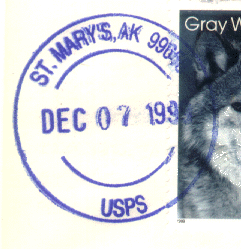 ST. MARY'S, AK
Gray
DEC 07
USPS